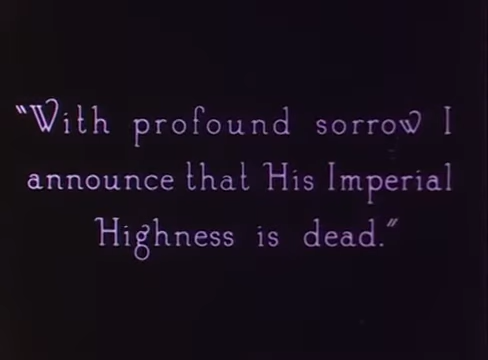 “With profound sorrow I
announce that His Imperial
Highness is dead.”